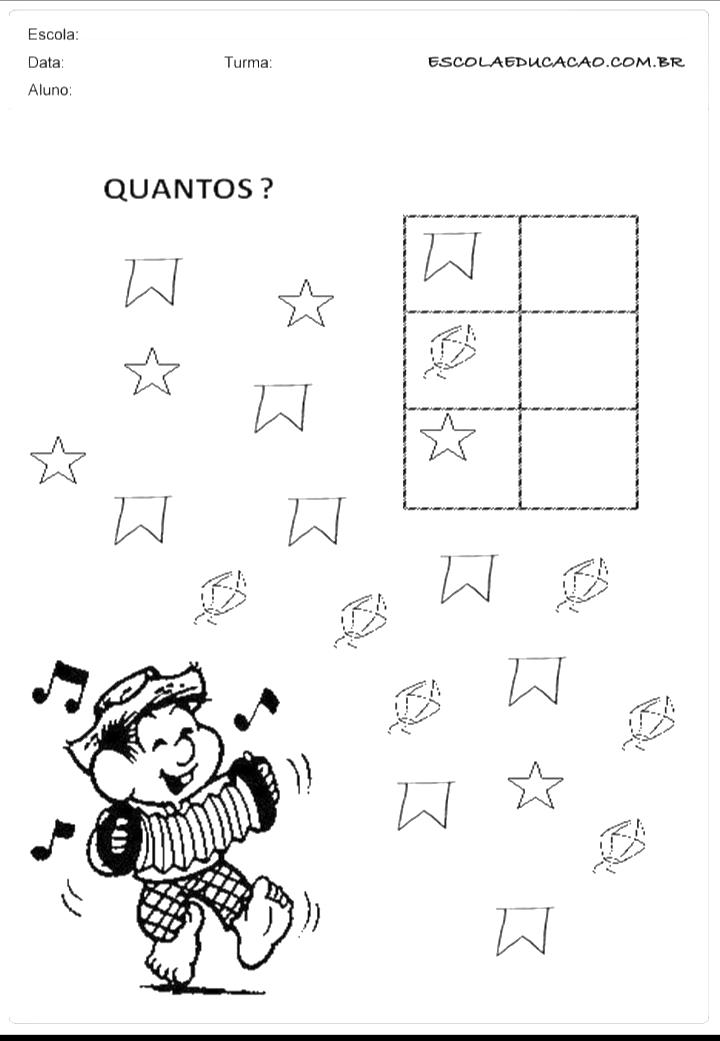 Escola:
Data: Turma: ESCOLAEDUCACAO.COM.BR
Aluno:
QUANTOS ?